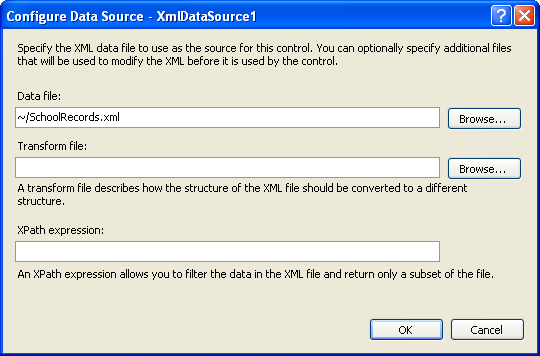 Configure Data Source - XmlDataSource1
Specify the XML data file to use as the source for this control. You can optionally specify additional files
that will be used to modify the XML before it is used by the control.
Data file:
~/SchoolRecords.xml
Browse...
Transform file:
Browse...
A transform file describes how the structure of the XML file should be converted to a different
structure.
XPath expression:
An XPath expression allows you to filter the data in the XML file and return only a subset of the file.
OK
Cancel